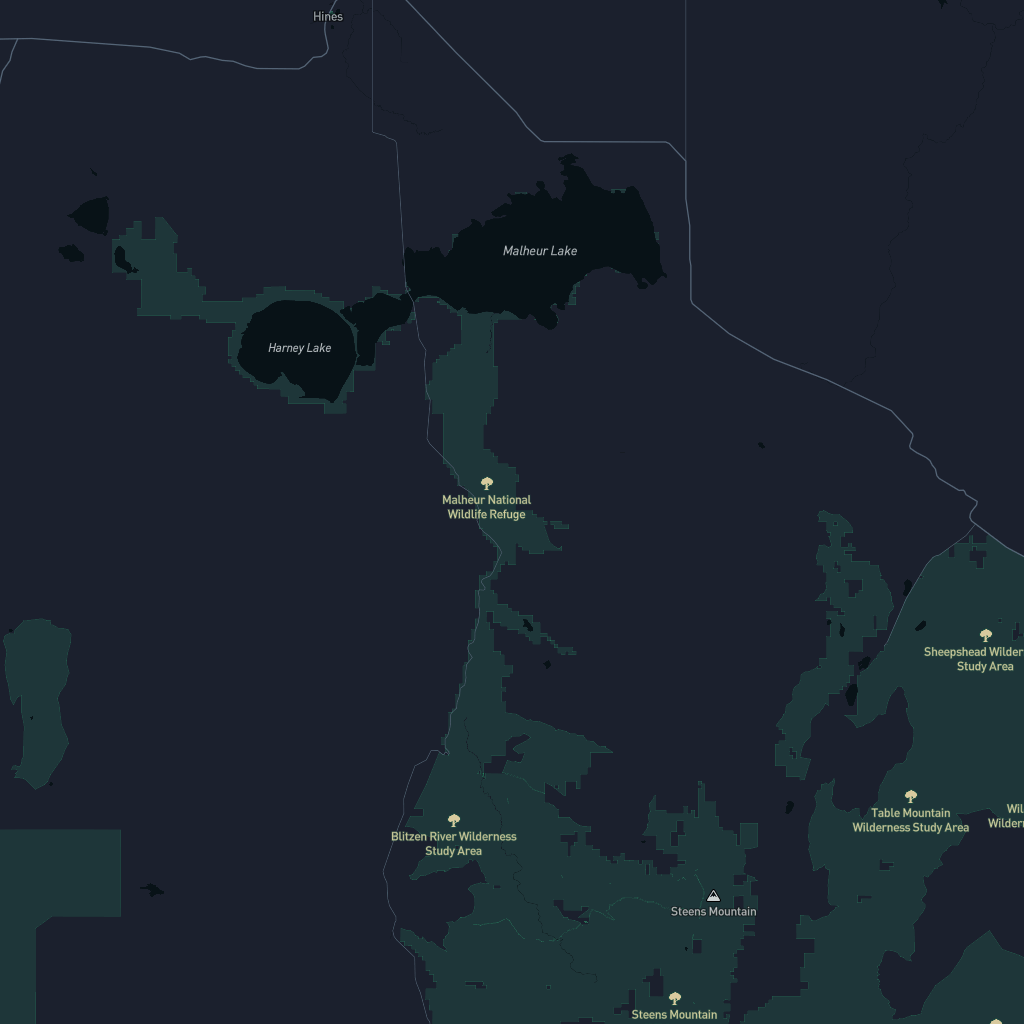 Hines
Malheur Lake
Harney Lake
Malheur National
Wildlife Refuge
Sheepshead Wilder
Study Area
Table Mountain
Wilderness Study Area
Wil
Wildern
Blitzen River Wilderness
Study Area
Steens Mountain
Steens Mountain